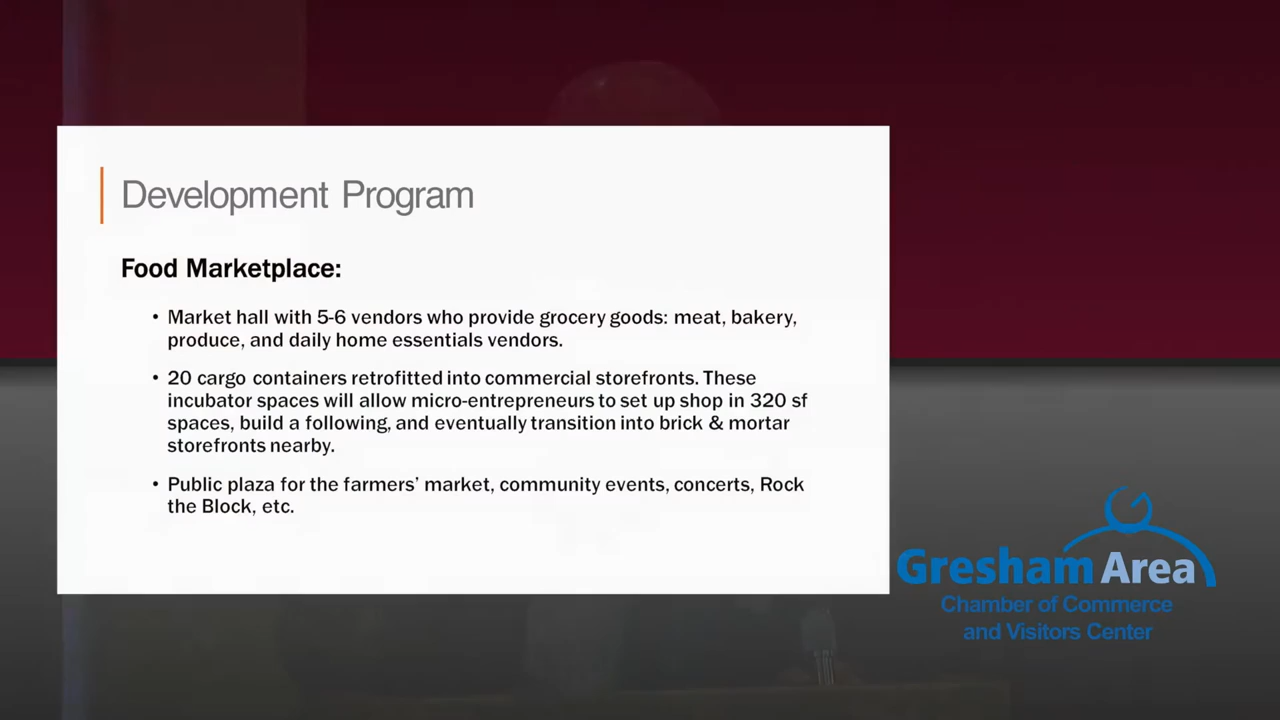 Development Program
Food Marketplace:
• Market hall with 5-6 vendors who provide grocery goods: meat, bakery,
produce, and daily home essentials vendors.
• 20 cargo containers retrofitted into commercial storefronts. These
incubator spaces will allow micro-entrepreneurs to set up shop in 320 sf
spaces, build a following, and eventually transition into brick & mortar
storefronts nearby.
• Public plaza for the farmers’ market, community events, concerts, Rock
the Block, etc.
Gresham Area
Chamber of Commerce
and Visitors Center